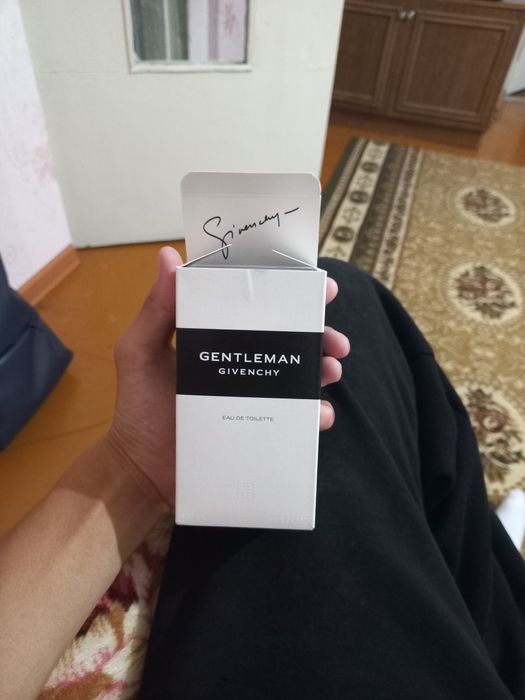 Givenchy
GENTLEMAN
GIVENCHY
EAU DE TOILETTE